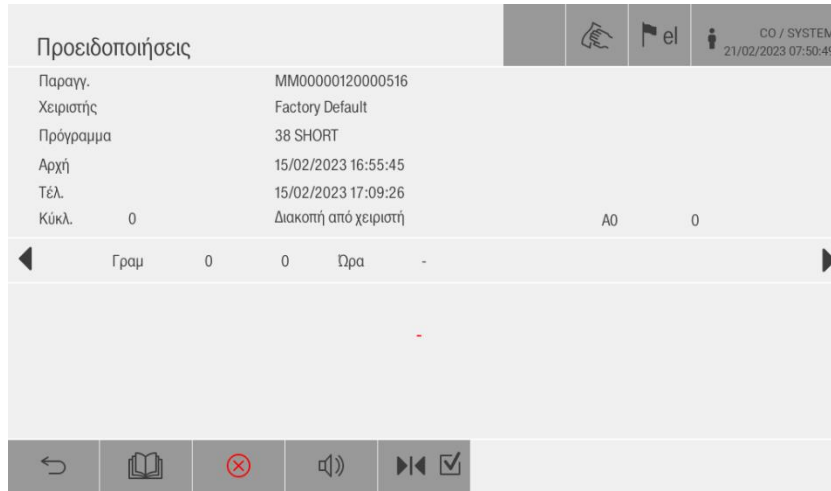 Προειδοποιήσεις
el
CO / SYSTEM
21/02/2023 07:50:49
Παραγγ. MM00000120000516
Χειριστής Factory Default
Πρόγραμμα 38 SHORT
Αρχή 15/02/2023 16:55:45
Τέλ. 15/02/2023 17:09:26
Κύκλ. 0 Διακοπή από χειριστή A0 0
Γραμ 0 0 Ώρα -
-